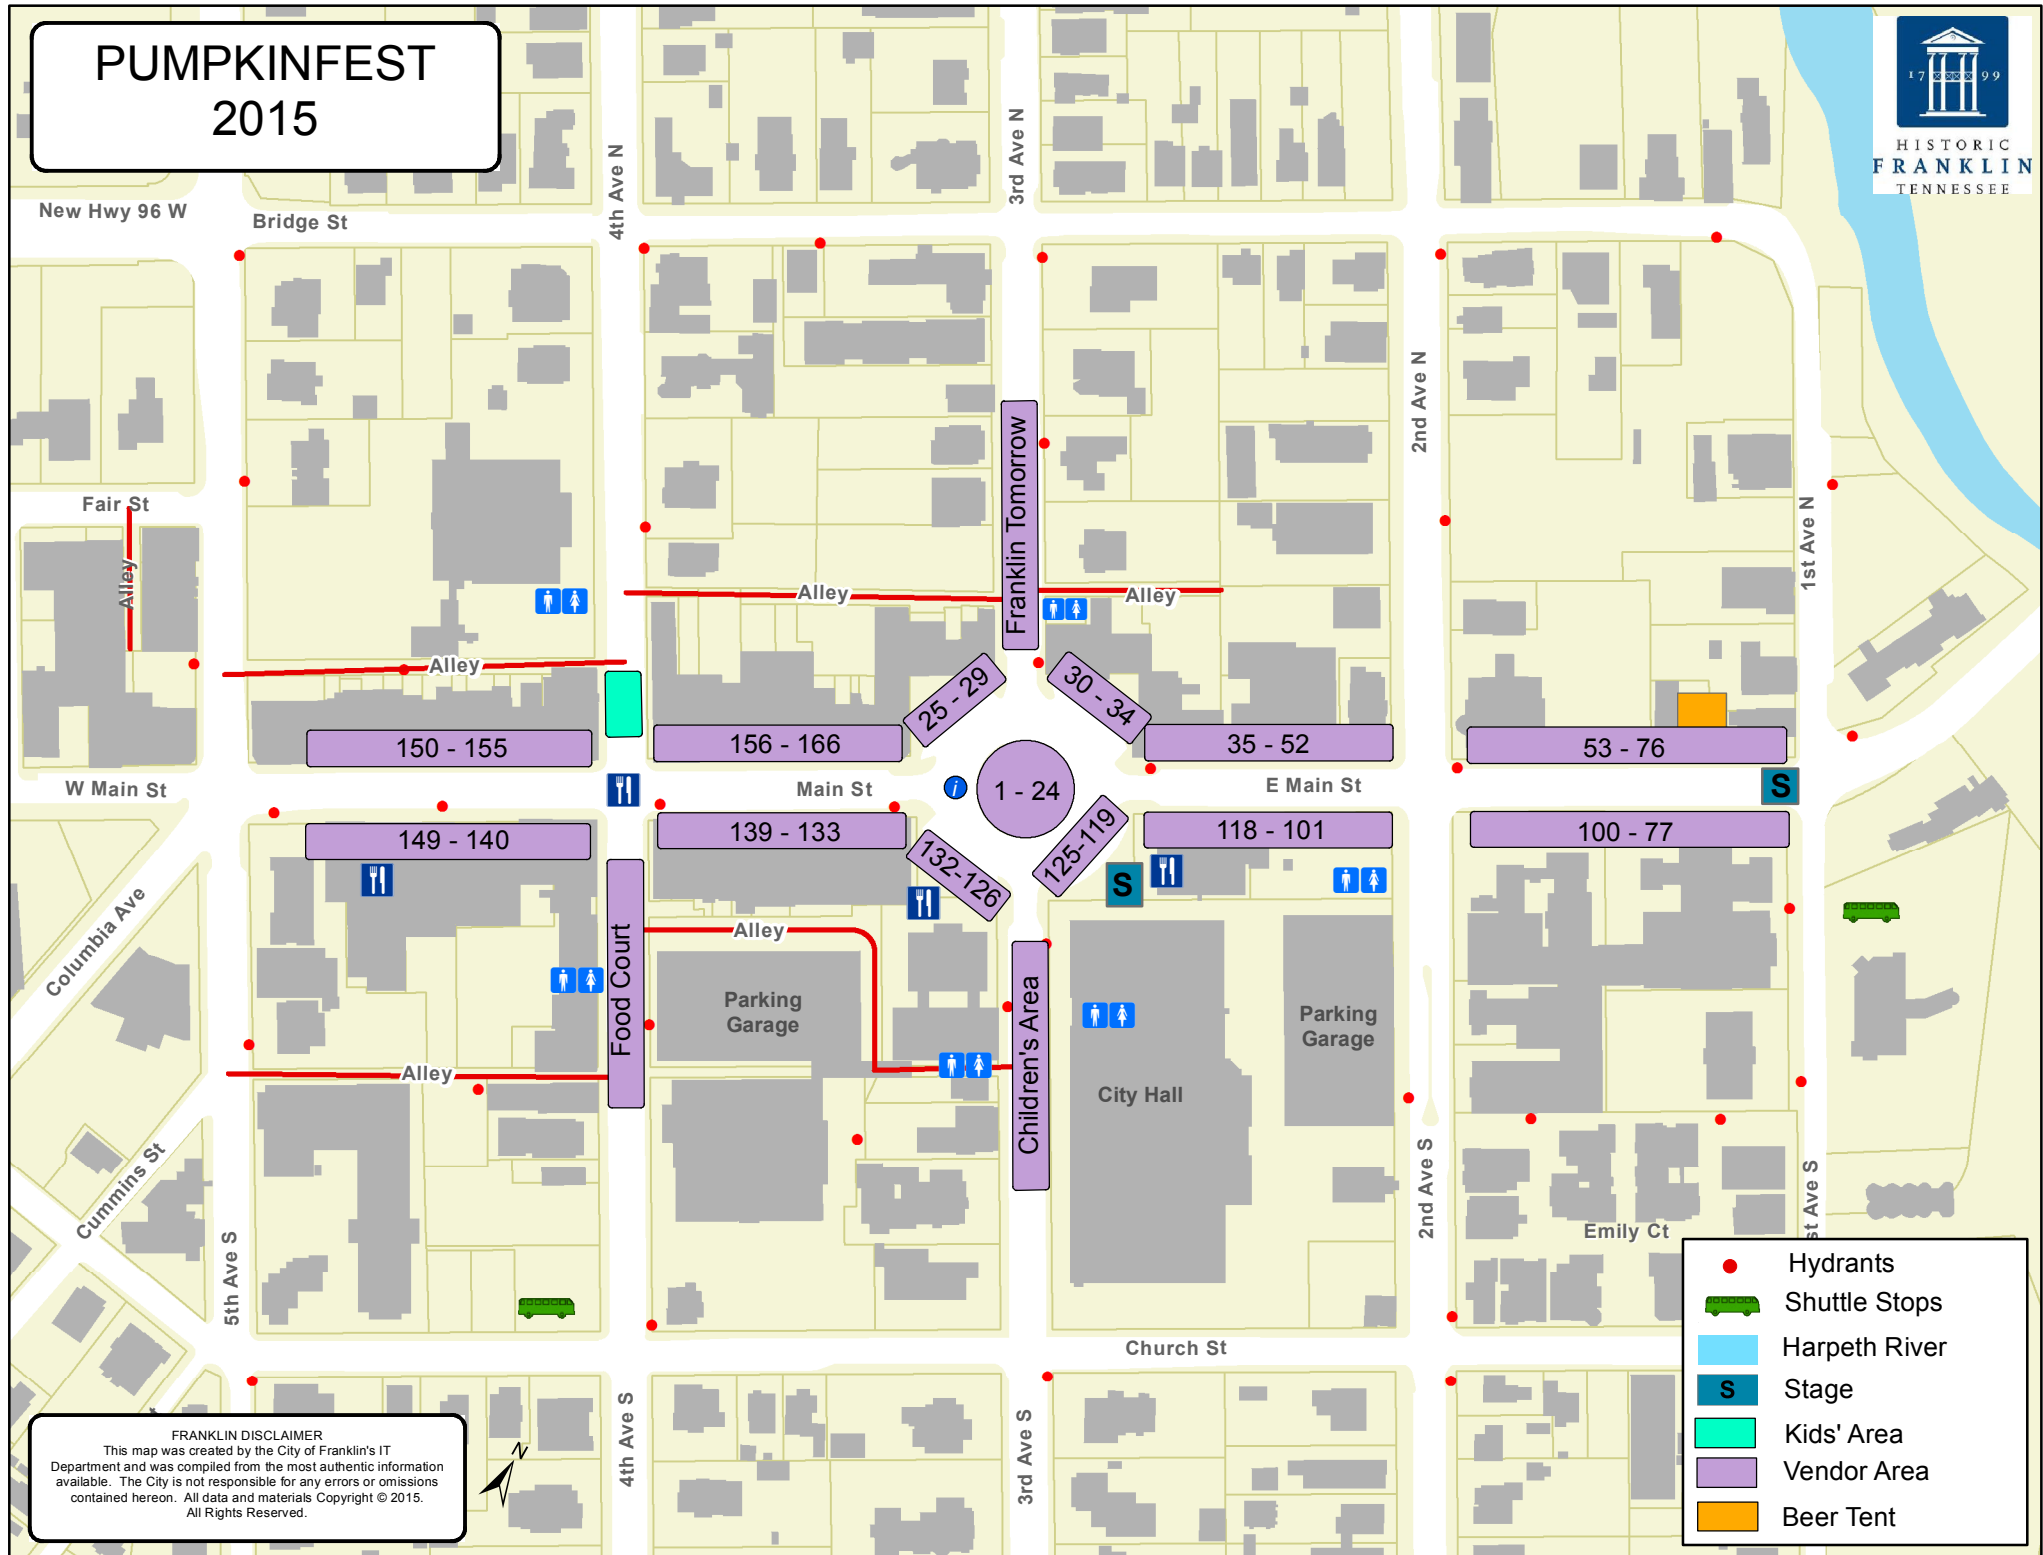 PUMPKINFEST
2015
17 99
HISTORIC
FRANKLIN
TENNESSEE
New Hwy 96 W
Bridge St
4th Ave N
3rd Ave N
2nd Ave N
1st Ave N
Fair St
Alley
Franklin Tomorrow
Alley
Alley
Alley
25 - 29
30 - 34
150 - 155
156 - 166
35 - 52
53 - 76
W Main St
Main St
i
1 - 24
E Main St
S
149 - 140
139 - 133
132-126
125-119
118 - 101
100 - 77
S
Columbia Ave
Food Court
Alley
Parking
Garage
Children's Area
Parking
Garage
Alley
City Hall
Cummins St
5th Ave S
2nd Ave S
Emily Ct
st Ave S
Church St
4th Ave S
3rd Ave S
N
Hydrants
Shuttle Stops
Harpeth River
S Stage
Kids' Area
Vendor Area
Beer Tent
FRANKLIN DISCLAIMER
This map was created by the City of Franklin's IT
Department and was compiled from the most authentic information
available. The City is not responsible for any errors or omissions
contained hereon. All data and materials Copyright © 2015.
All Rights Reserved.